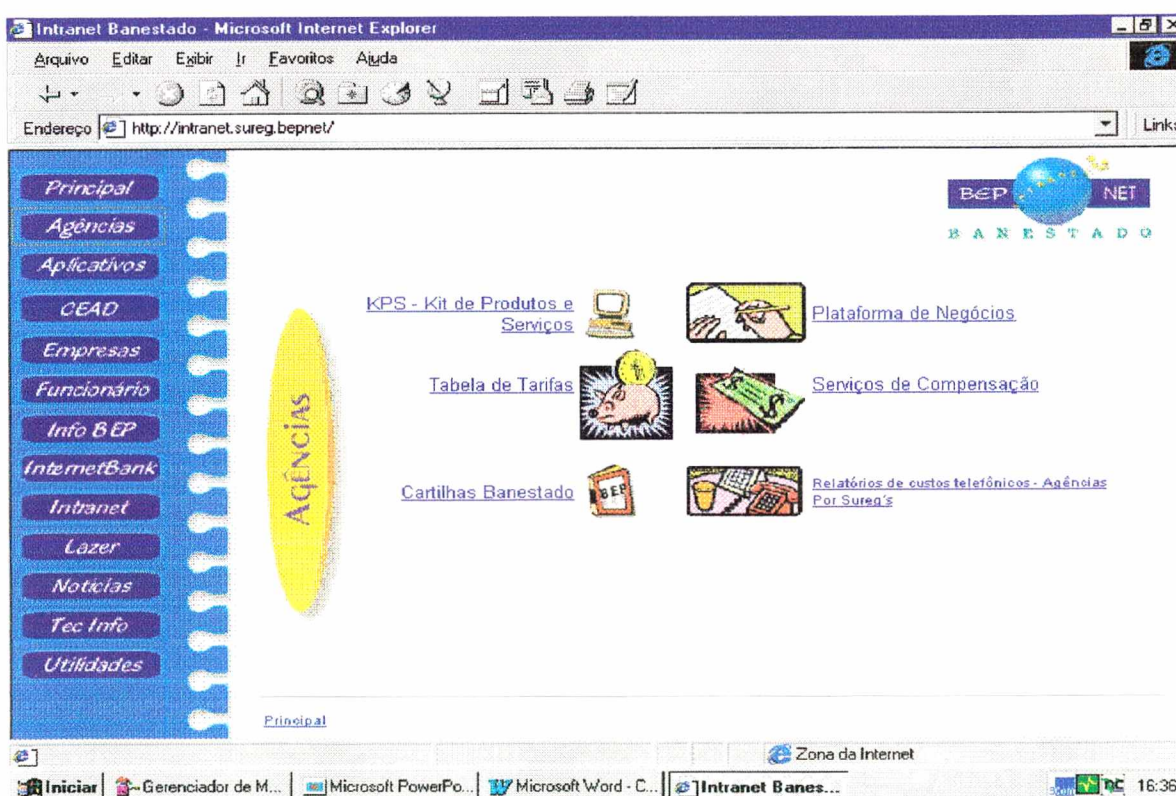 Intranet Banestado - Microsoft Internet Explorer
Arquivo Editar Exibir Ir Favoritos Ajuda
Endereço http://intranet.sureg.bepnet/ Links
Principal
Agências
Aplicativos
CEAD
Empresas
Funcionário
Info BEP
InternetBank
Intranet
Lazer
Notícias
Tec Info
Utilidades
BEP NET
BANESTADO
AGÊNCIAS
KPS - Kit de Produtos e
Serviços
Plataforma de Negócios
Tabela de Tarifas
Serviços de Compensação
Cartilhas Banestado
BEP
Relatórios de custos telefônicos - Agências
Por Sureg's
Principal
Zona da Internet
Iniciar Gerenciador de M... Microsoft PowerPo... Microsoft Word - C... Intranet Banes...